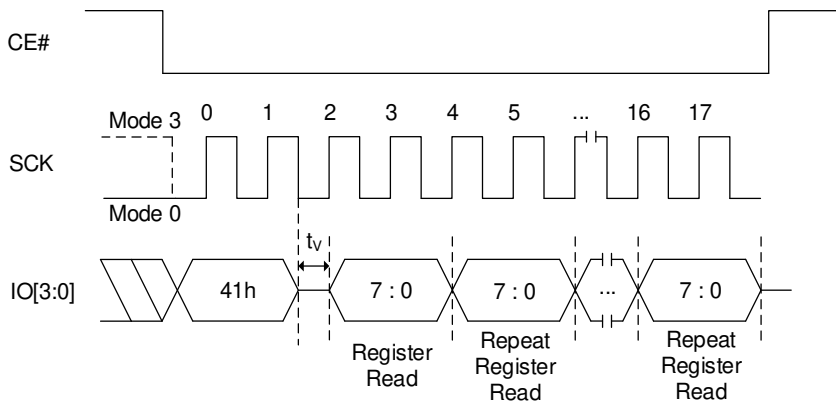 CE#
0 1 2 3 4 5 ... 16 17
Mode 3
SCK
Mode 0
tV
IO[3:0]
41h
7 : 0
7 : 0
...
7 : 0
Register
Read
Repeat
Register
Read
Repeat
Register
Read